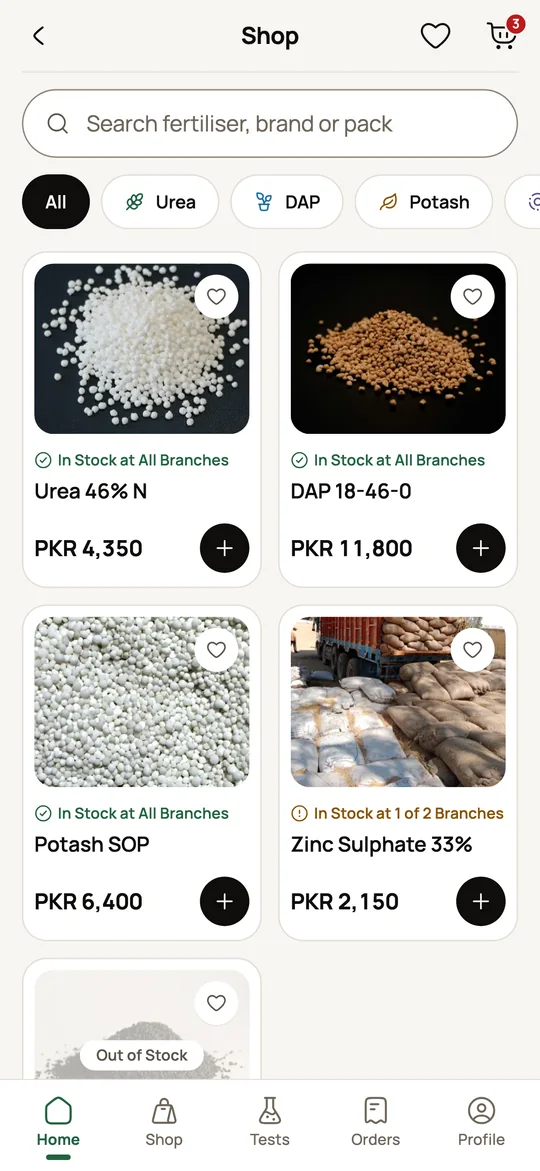 Shop
3
Search fertiliser, brand or pack
All
Urea
DAP
Potash
In Stock at All Branches
Urea 46% N
PKR 4,350
In Stock at All Branches
DAP 18-46-0
PKR 11,800
In Stock at All Branches
Potash SOP
PKR 6,400
In Stock at 1 of 2 Branches
Zinc Sulphate 33%
PKR 2,150
Out of Stock
Home
Shop
Tests
Orders
Profile